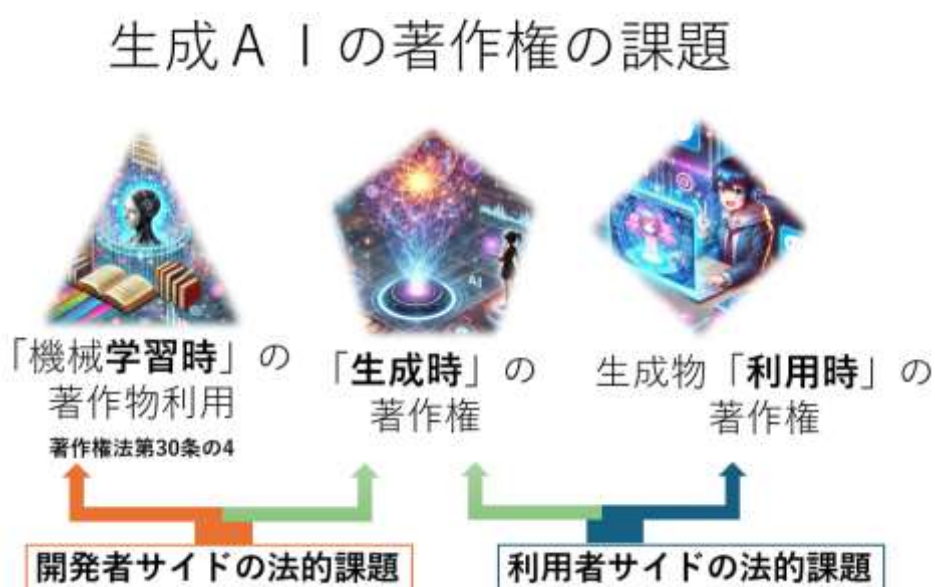 生成AIの著作権の課題
「機械学習時」の
著作物利用
著作権法第30条の4
「生成時」の
著作権
AI
生成物「利用時」の
著作権
開発者サイドの法的課題
利用者サイドの法的課題